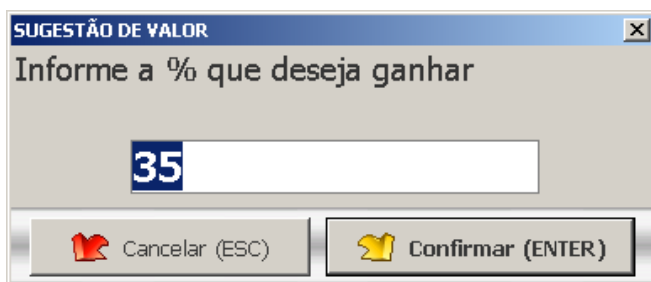 SUGESTÃO DE VALOR
Informe a % que deseja ganhar
35
Cancelar (ESC)
Confirmar (ENTER)